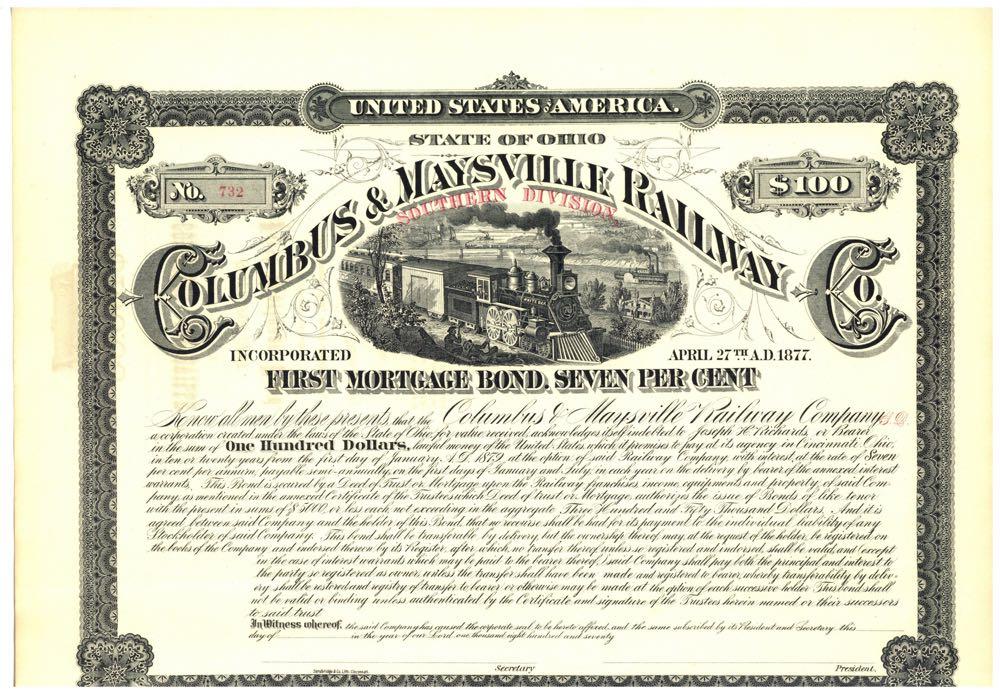 UNITED STATES OF AMERICA.
STATE OF OHIO
No. 732
$100
COLUMBUS & MAYSVILLE RAILWAY CO.
SOUTHERN DIVISION
INCORPORATED
APRIL 27TH A.D. 1877.
FIRST MORTGAGE BOND. SEVEN PER CENT
Know all men by these presents, that the Columbus & Maysville Railway Company S.D.
a corporation created under the laws of the State of Ohio, for value received, acknowledges itself indebted to Joseph H. Richards, or Bearer,
in the sum of One Hundred Dollars, lawful money of the United States, which it promises to pay at its agency in Cincinnati Ohio,
in ten or twenty years from the first day of January A.D. 1879 at the option of said Railway Company, with interest, at the rate of Seven
per cent per annum, payable semi-annually, on the first days of January and July, in each year on the delivery by bearer of the annexed interest
warrants. This Bond is secured by a Deed of Trust or Mortgage upon the Railway franchises income, equipments and property, of said Com-
pany, as mentioned in the annexed Certificate of the Trustees which Deed of trust or Mortgage, authorizes the issue of Bonds of like tenor
with the present in sums of $ or less each, not exceeding in the aggregate Three Hundred and Fifty Thousand Dollars. And it is
agreed between said Company and the holder of this Bond, that no recourse shall be had for its payment to the individual liability of any
Stockholder of said Company. This bond shall be transferable by delivery, but the ownership thereof may, at the request of the holder, be registered, on
the books of the Company and indorsed thereon by its Register, after which, no transfer thereof unless so registered and indorsed, shall be valid, and (except
in the case of interest warrants which may be paid to the bearer thereof,) said Company shall pay both the principal and interest to
the party so registered as owner, unless the transfer shall have been made and registered to bearer, whereby transferability by deliv-
ery shall be restored and registry of transfer to bearer or otherwise may be made at the option of each successive holder. This bond shall
not be valid or binding unless authenticated by the Certificate and signature of the Trustees herein named or their successors
to said trust.
In Witness whereof, the said Company has caused the corporate seal to be hereto affixed, and the same subscribed by its President and Secretary this
day of in the year of our Lord one thousand eight hundred and seventy
Secretary
President.